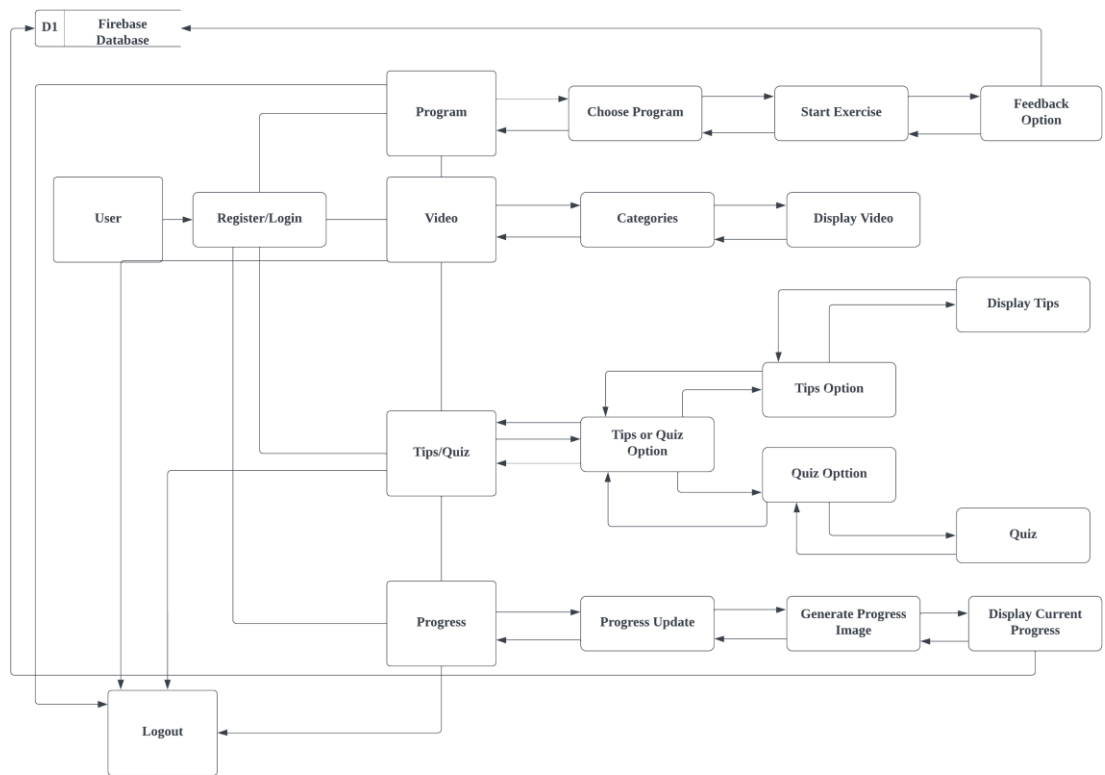 D1
Firebase
Database
Program
Choose Program
Start Exercise
Feedback
Option
User
Register/Login
Video
Categories
Display Video
Display Tips
Tips Option
Tips/Quiz
Tips or Quiz
Option
Quiz Opttion
Quiz
Progress
Progress Update
Generate Progress
Image
Display Current
Progress
Logout